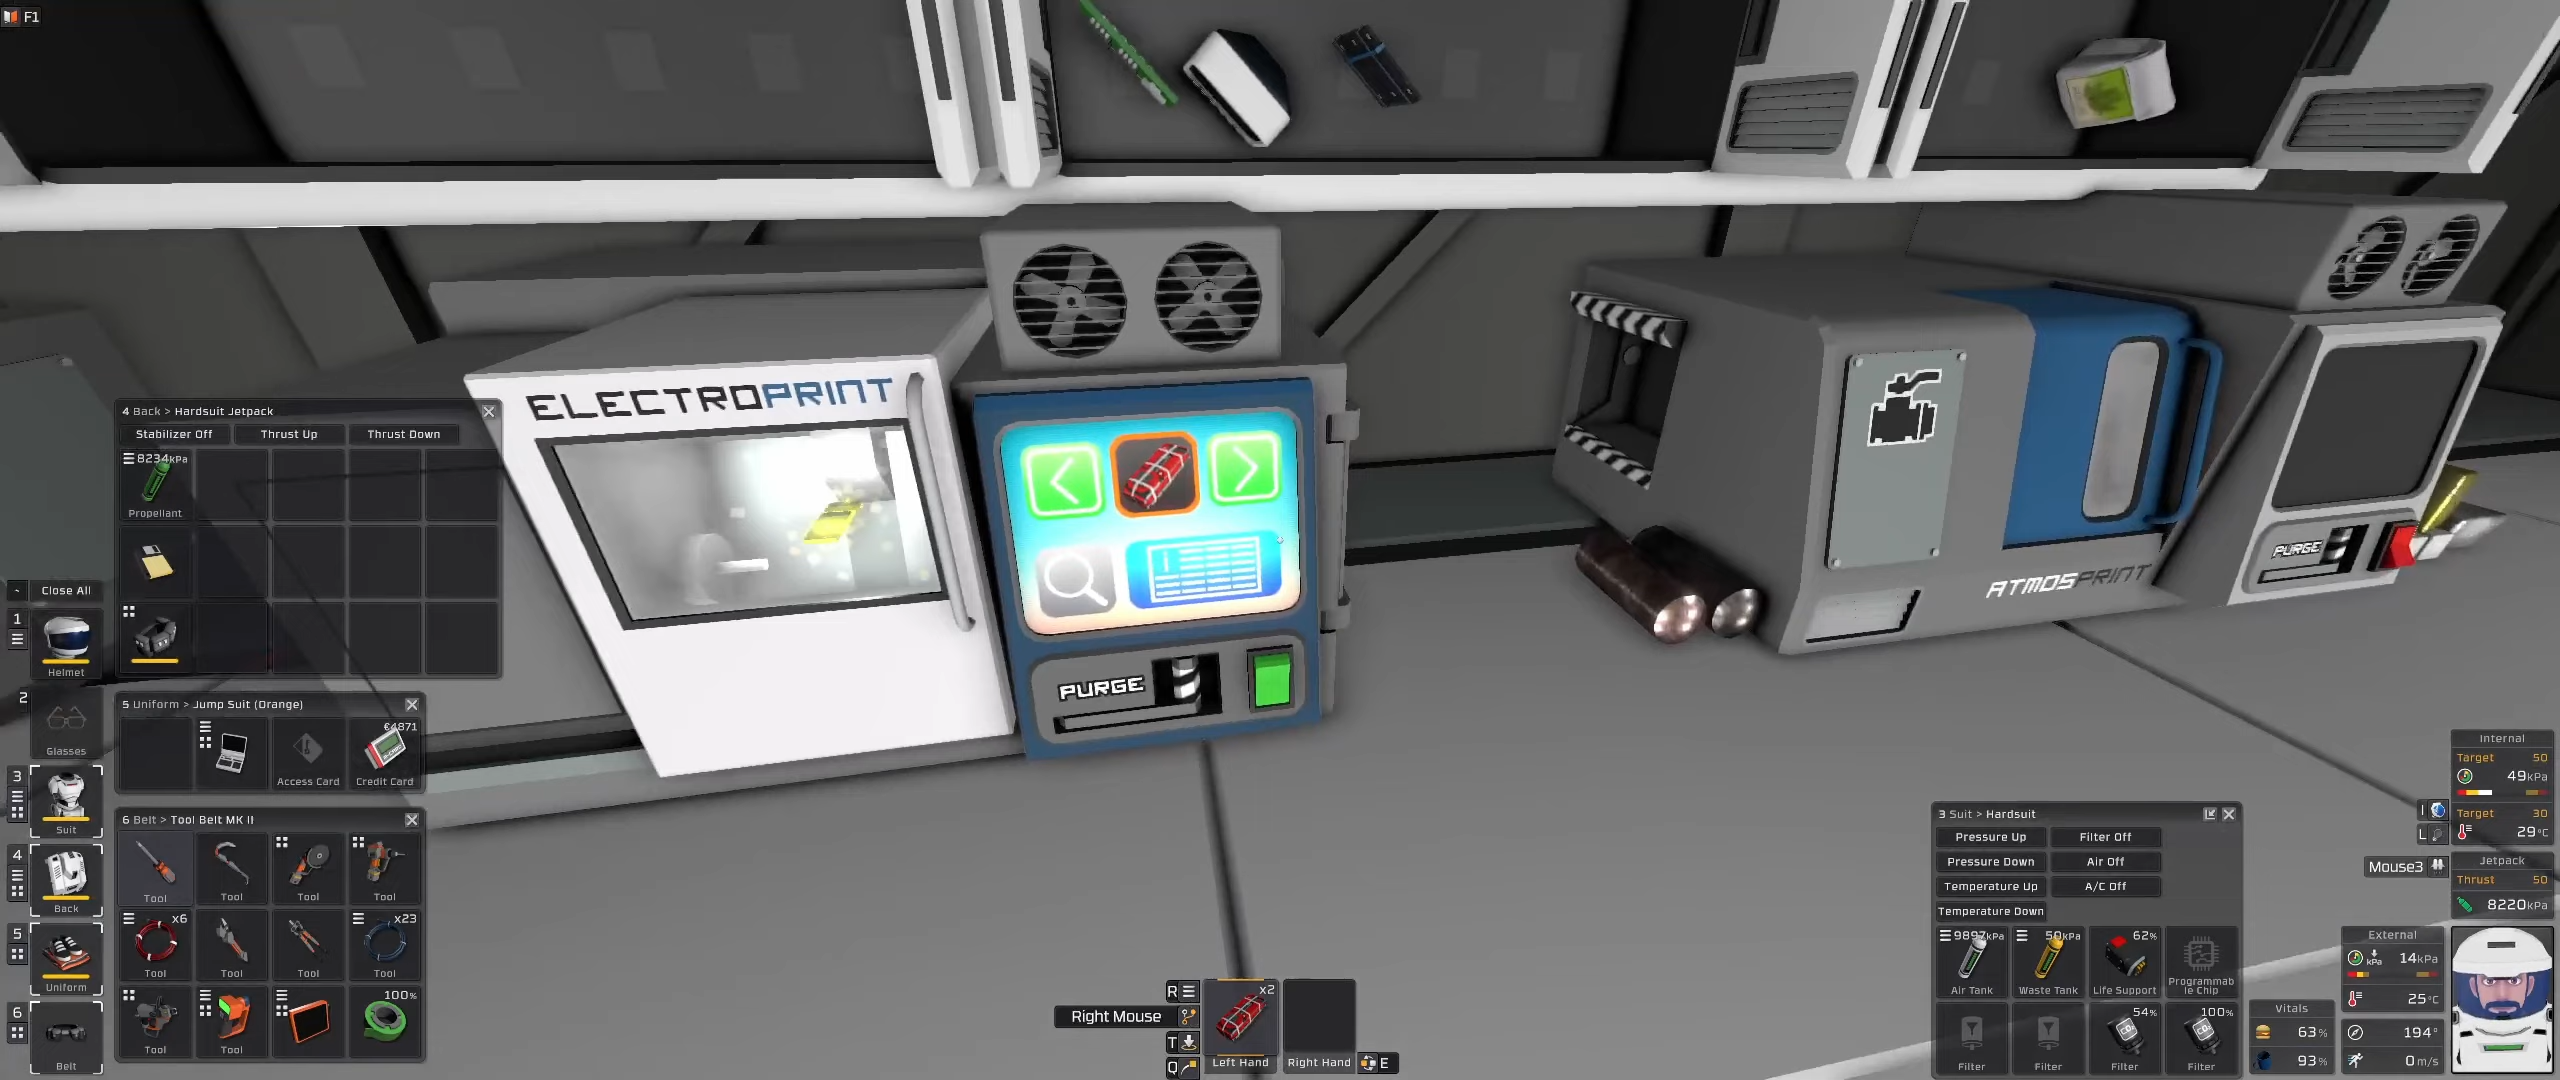 F1
ELECTROPRINT
4 Back > Hardsuit Jetpack
Stabilizer Off
Thrust Up
Thrust Down
8234kPa
Propellant
PURGE
ATMOSPRINT
PURGE
~
Close All
1
Helmet
2
Glasses
3
Suit
4
Back
5
Uniform
6
Belt
5 Uniform > Jump Suit (Orange)
€4871
Access Card
Credit Card
6 Belt > Tool Belt MK II
Tool
Tool
Tool
Tool
x6
x23
Tool
Tool
Tool
Tool
100%
Tool
Tool
R
Right Mouse
T
Q
x2
Left Hand
Right Hand
E
3 Suit > Hardsuit
Pressure Up
Filter Off
Pressure Down
Air Off
Temperature Up
A/C Off
Temperature Down
9897kPa
50kPa
62%
Air Tank
Waste Tank
Life Support
Programmab
le Chip
54%
100%
Filter
Filter
Filter
Filter
Internal
Target 50
49kPa
Target 30
29°C
I
L
Mouse3
Jetpack
Thrust 50
8220kPa
External
kPa
14kPa
25°C
Vitals
63%
93%
194°
0m/s